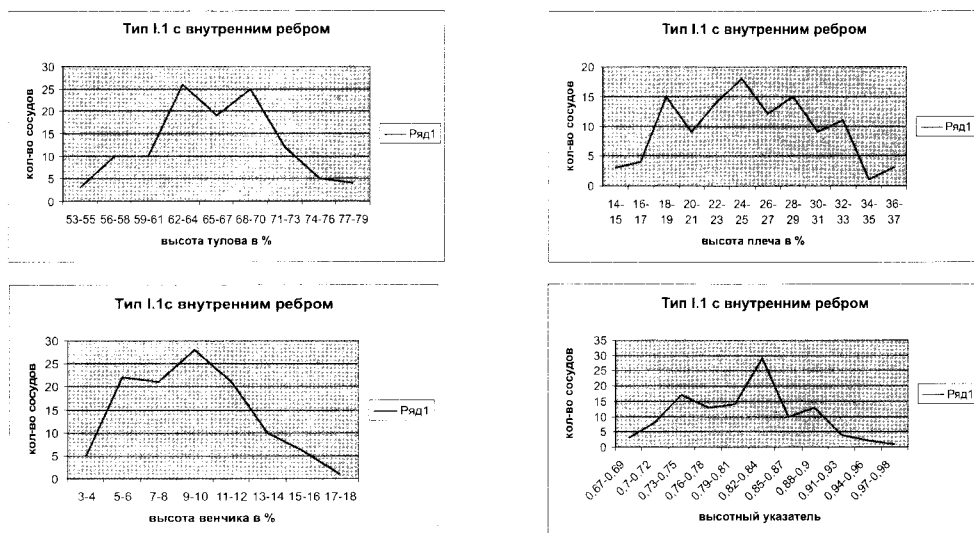 Тип I.1 с внутренним ребром
кол-во сосудов
30
25
20
15
10
5
0
53-55 56-58 59-61 62-64 65-67 68-70 71-73 74-76 77-79
высота тулова в %
Ряд1
Тип I.1 с внутренним ребром
кол-во сосудов
20
15
10
5
0
14-15 16-17 18-19 20-21 22-23 24-25 26-27 28-29 30-31 32-33 34-35 36-37
высота плеча в %
Ряд1
Тип I.1с внутренним ребром
кол-во сосудов
30
25
20
15
10
5
0
3-4 5-6 7-8 9-10 11-12 13-14 15-16 17-18
высота венчика в %
Ряд1
Тип I.1 с внутренним ребром
кол-во сосудов
35
30
25
20
15
10
5
0
0,67-0,69 0,7-0,72 0,73-0,75 0,76-0,78 0,79-0,81 0,82-0,84 0,85-0,87 0,88-0,9 0,91-0,93 0,94-0,96 0,97-0,98
высотный указатель
Ряд1